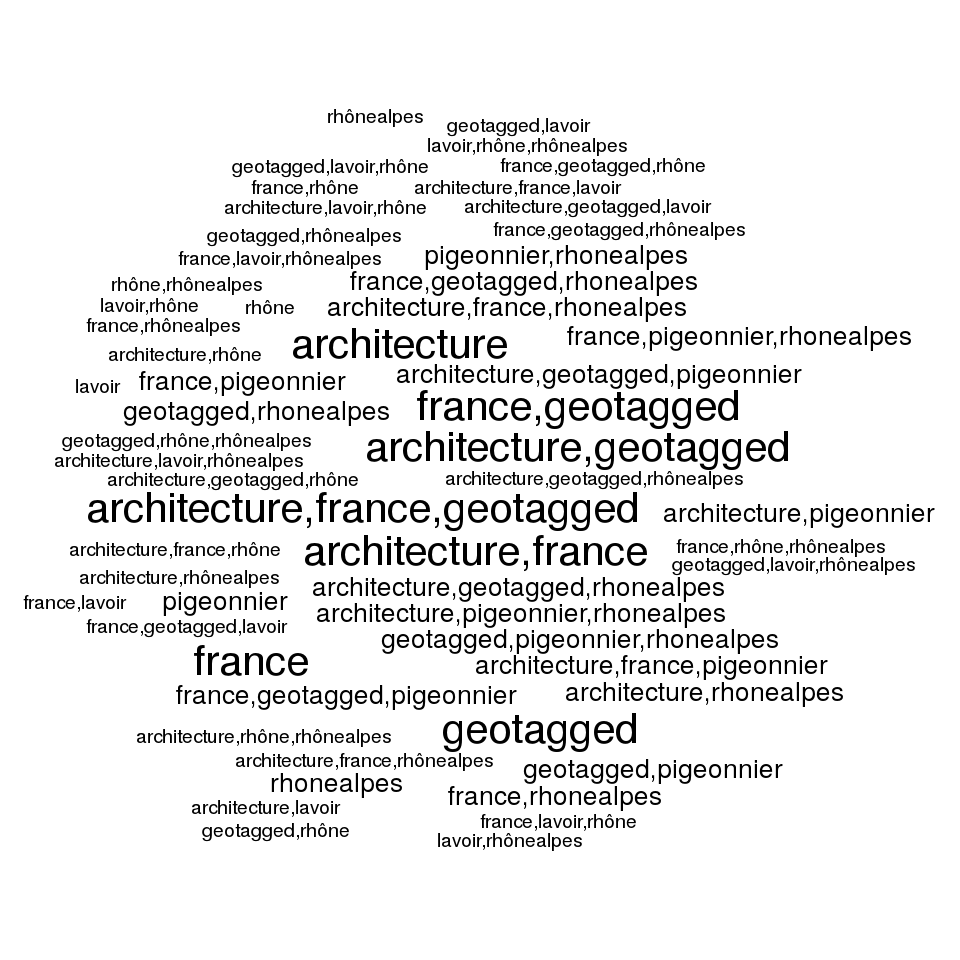 rhônealpes
geotagged,lavoir
lavoir,rhône,rhônealpes
geotagged,lavoir,rhône
france,geotagged,rhône
france,rhône
architecture,france,lavoir
architecture,lavoir,rhône
architecture,geotagged,lavoir
geotagged,rhônealpes
france,geotagged,rhônealpes
france,lavoir,rhônealpes
pigeonnier,rhonealpes
rhône,rhônealpes
france,geotagged,rhonealpes
lavoir,rhône
rhône
architecture,france,rhonealpes
france,rhônealpes
architecture
france,pigeonnier,rhonealpes
architecture,rhône
lavoir
france,pigeonnier
architecture,geotagged,pigeonnier
geotagged,rhonealpes
france,geotagged
geotagged,rhône,rhônealpes
architecture,geotagged
architecture,lavoir,rhônealpes
architecture,geotagged,rhône
architecture,geotagged,rhônealpes
architecture,france,geotagged
architecture,pigeonnier
architecture,france,rhône
architecture,france
france,rhône,rhônealpes
geotagged,lavoir,rhônealpes
architecture,rhônealpes
architecture,geotagged,rhonealpes
france,lavoir
pigeonnier
architecture,pigeonnier,rhonealpes
france,geotagged,lavoir
geotagged,pigeonnier,rhonealpes
france
architecture,france,pigeonnier
france,geotagged,pigeonnier
architecture,rhonealpes
architecture,rhône,rhônealpes
geotagged
architecture,france,rhônealpes
geotagged,pigeonnier
rhonealpes
france,rhonealpes
architecture,lavoir
france,lavoir,rhône
geotagged,rhône
lavoir,rhônealpes